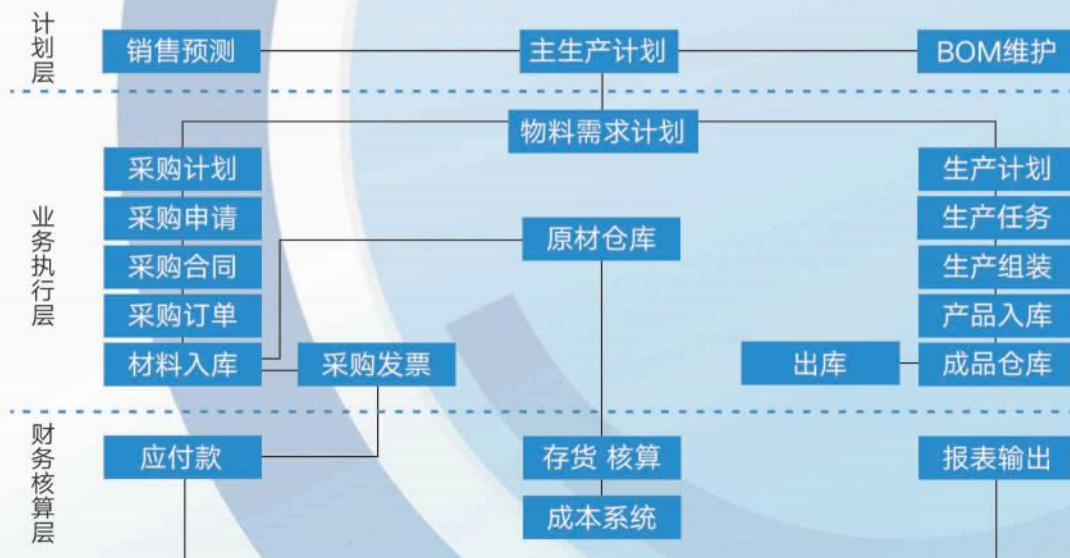 计划层
销售预测
主生产计划
BOM维护
业务执行层
物料需求计划
采购计划
生产计划
采购申请
原材仓库
生产任务
采购合同
生产组装
采购订单
产品入库
材料入库
采购发票
出库
成品仓库
财务核算层
应付款
存货 核算
报表输出
成本系统